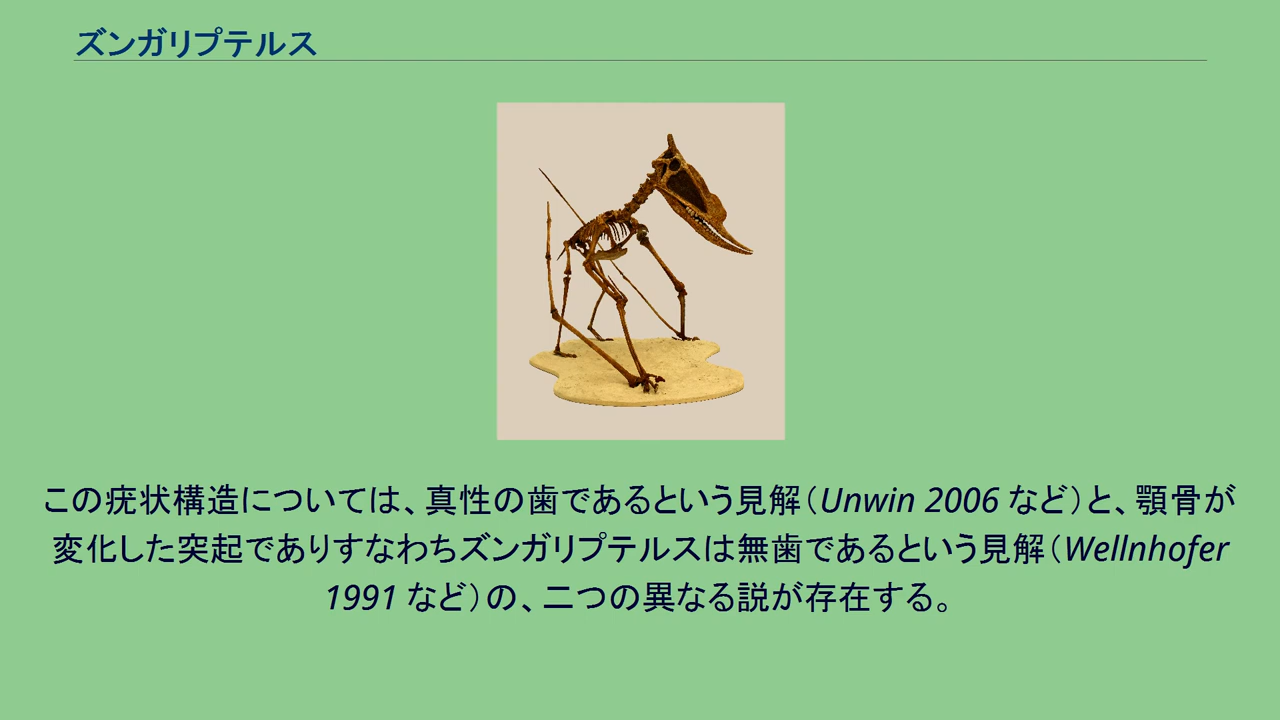 ズンガリプテルス
この疣状構造については、真性の歯であるという見解（Unwin 2006 など）と、顎骨が
変化した突起でありすなわちズンガリプテルスは無歯であるという見解（Wellnhofer
1991 など）の、二つの異なる説が存在する。